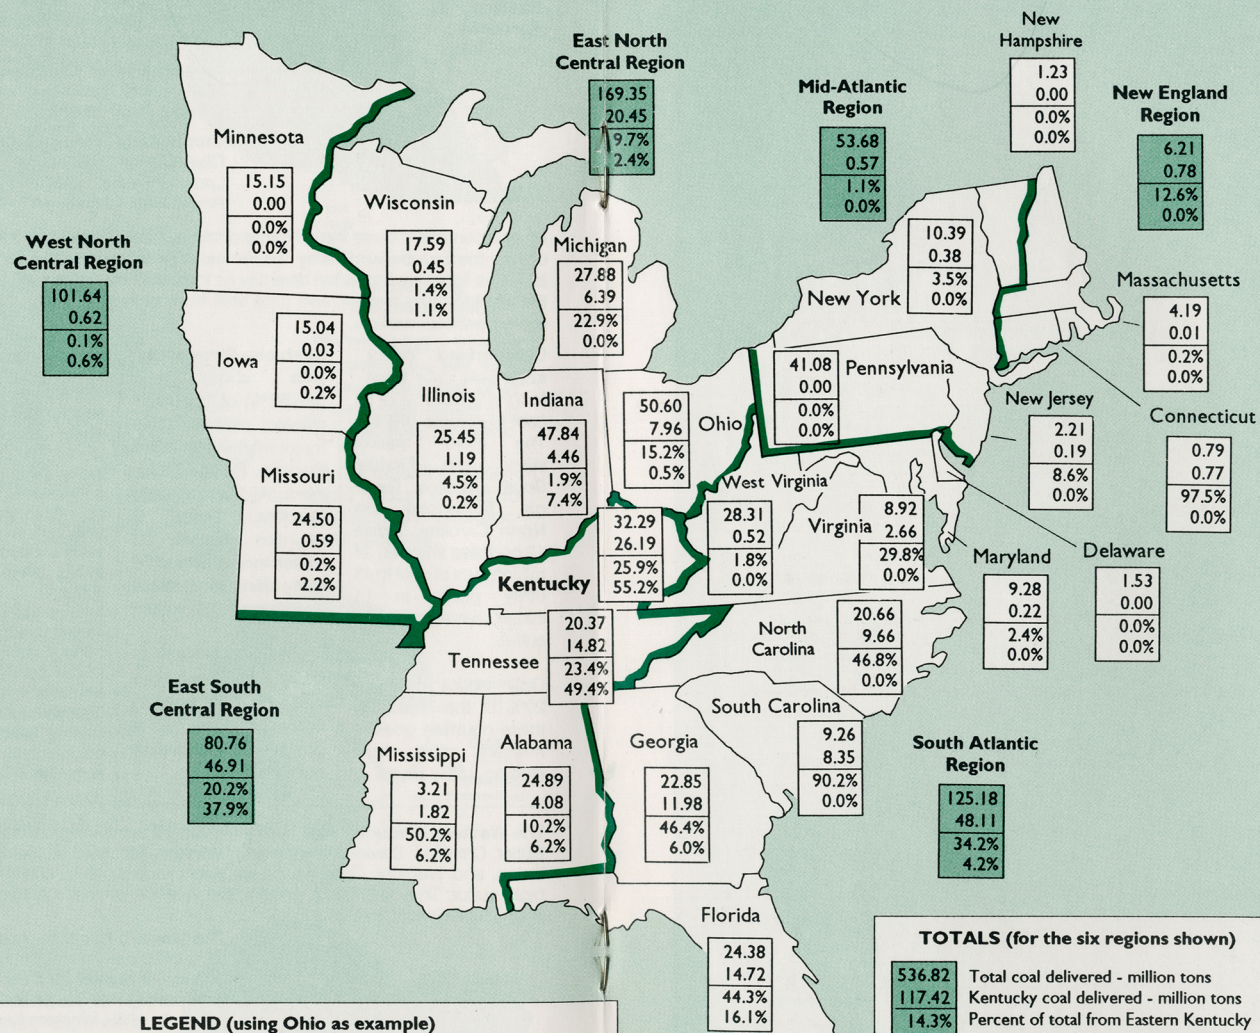 New
Hampshire
1.23
0.00
0.0%
0.0%
East North
Central Region
169.35
20.45
9.7%
2.4%
Mid-Atlantic
Region
53.68
0.57
1.1%
0.0%
New England
Region
6.21
0.78
12.6%
0.0%
Minnesota
15.15
0.00
0.0%
0.0%
Wisconsin
17.59
0.45
1.4%
1.1%
Michigan
27.88
6.39
22.9%
0.0%
10.39
0.38
3.5%
0.0%
New York
West North
Central Region
101.64
0.62
0.1%
0.6%
Massachusetts
4.19
0.01
0.2%
0.0%
Iowa
15.04
0.03
0.0%
0.2%
Illinois
25.45
1.19
4.5%
0.2%
Indiana
47.84
4.46
1.9%
7.4%
50.60
7.96
15.2%
0.5%
Ohio
41.08
0.00
0.0%
0.0%
Pennsylvania
New Jersey
2.21
0.19
8.6%
0.0%
Connecticut
0.79
0.77
97.5%
0.0%
Missouri
24.50
0.59
0.2%
2.2%
Kentucky
32.29
26.19
25.9%
55.2%
West Virginia
28.31
0.52
1.8%
0.0%
Virginia
8.92
2.66
29.8%
0.0%
Maryland
9.28
0.22
2.4%
0.0%
Delaware
1.53
0.00
0.0%
0.0%
Tennessee
20.37
14.82
23.4%
49.4%
North
Carolina
20.66
9.66
46.8%
0.0%
East South
Central Region
80.76
46.91
20.2%
37.9%
Mississippi
3.21
1.82
50.2%
6.2%
Alabama
24.89
4.08
10.2%
6.2%
Georgia
22.85
11.98
46.4%
6.0%
South Carolina
9.26
8.35
90.2%
0.0%
South Atlantic
Region
125.18
48.11
34.2%
4.2%
Florida
24.38
14.72
44.3%
16.1%
TOTALS (for the six regions shown)
536.82 Total coal delivered - million tons
117.42 Kentucky coal delivered - million tons
14.3% Percent of total from Eastern Kentucky
LEGEND (using Ohio as example)